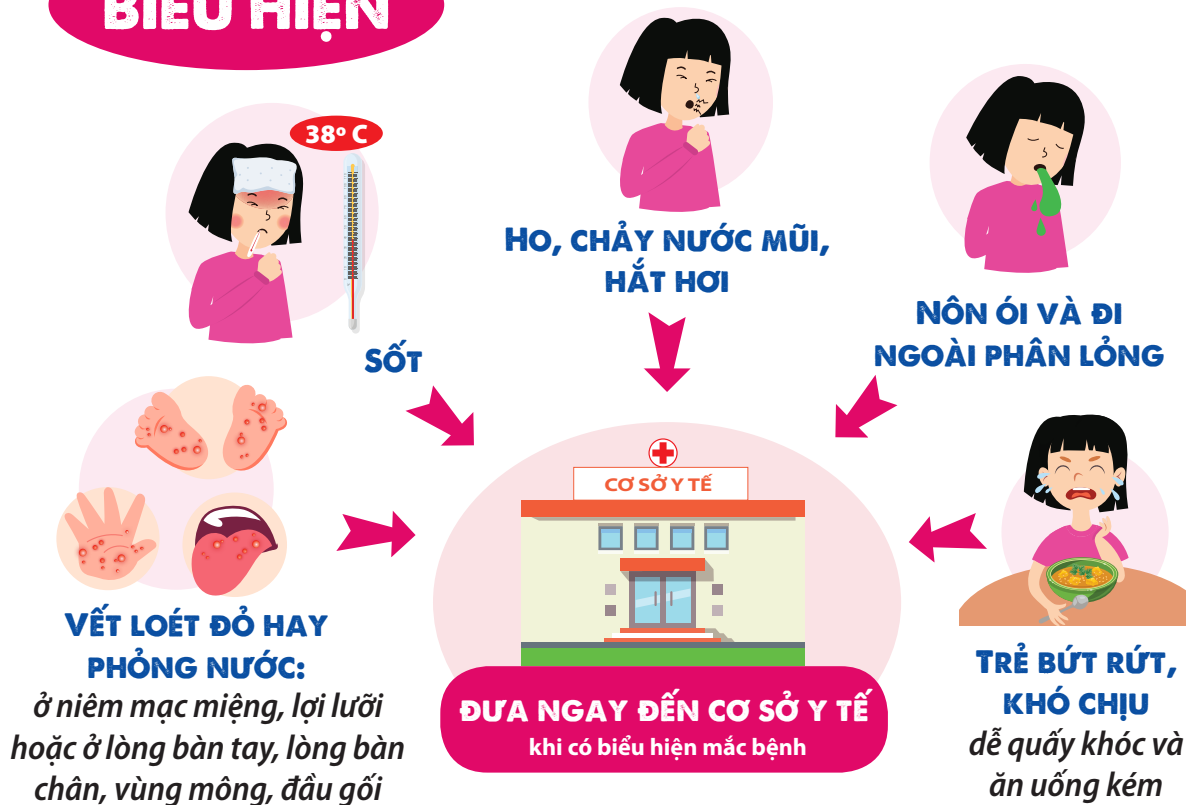 BIỂU HIỆN
38º C
SỐT
HO, CHẢY NƯỚC MŨI,
HẮT HƠI
NÔN ÓI VÀ ĐI
NGOÀI PHÂN LỎNG
VẾT LOÉT ĐỎ HAY
PHỎNG NƯỚC:
ở niêm mạc miệng, lợi lưỡi
hoặc ở lòng bàn tay, lòng bàn
chân, vùng mông, đầu gối
CƠ SỞ Y TẾ
ĐƯA NGAY ĐẾN CƠ SỞ Y TẾ
khi có biểu hiện mắc bệnh
TRẺ BỨT RỨT,
KHÓ CHỊU
dễ quấy khóc và
ăn uống kém